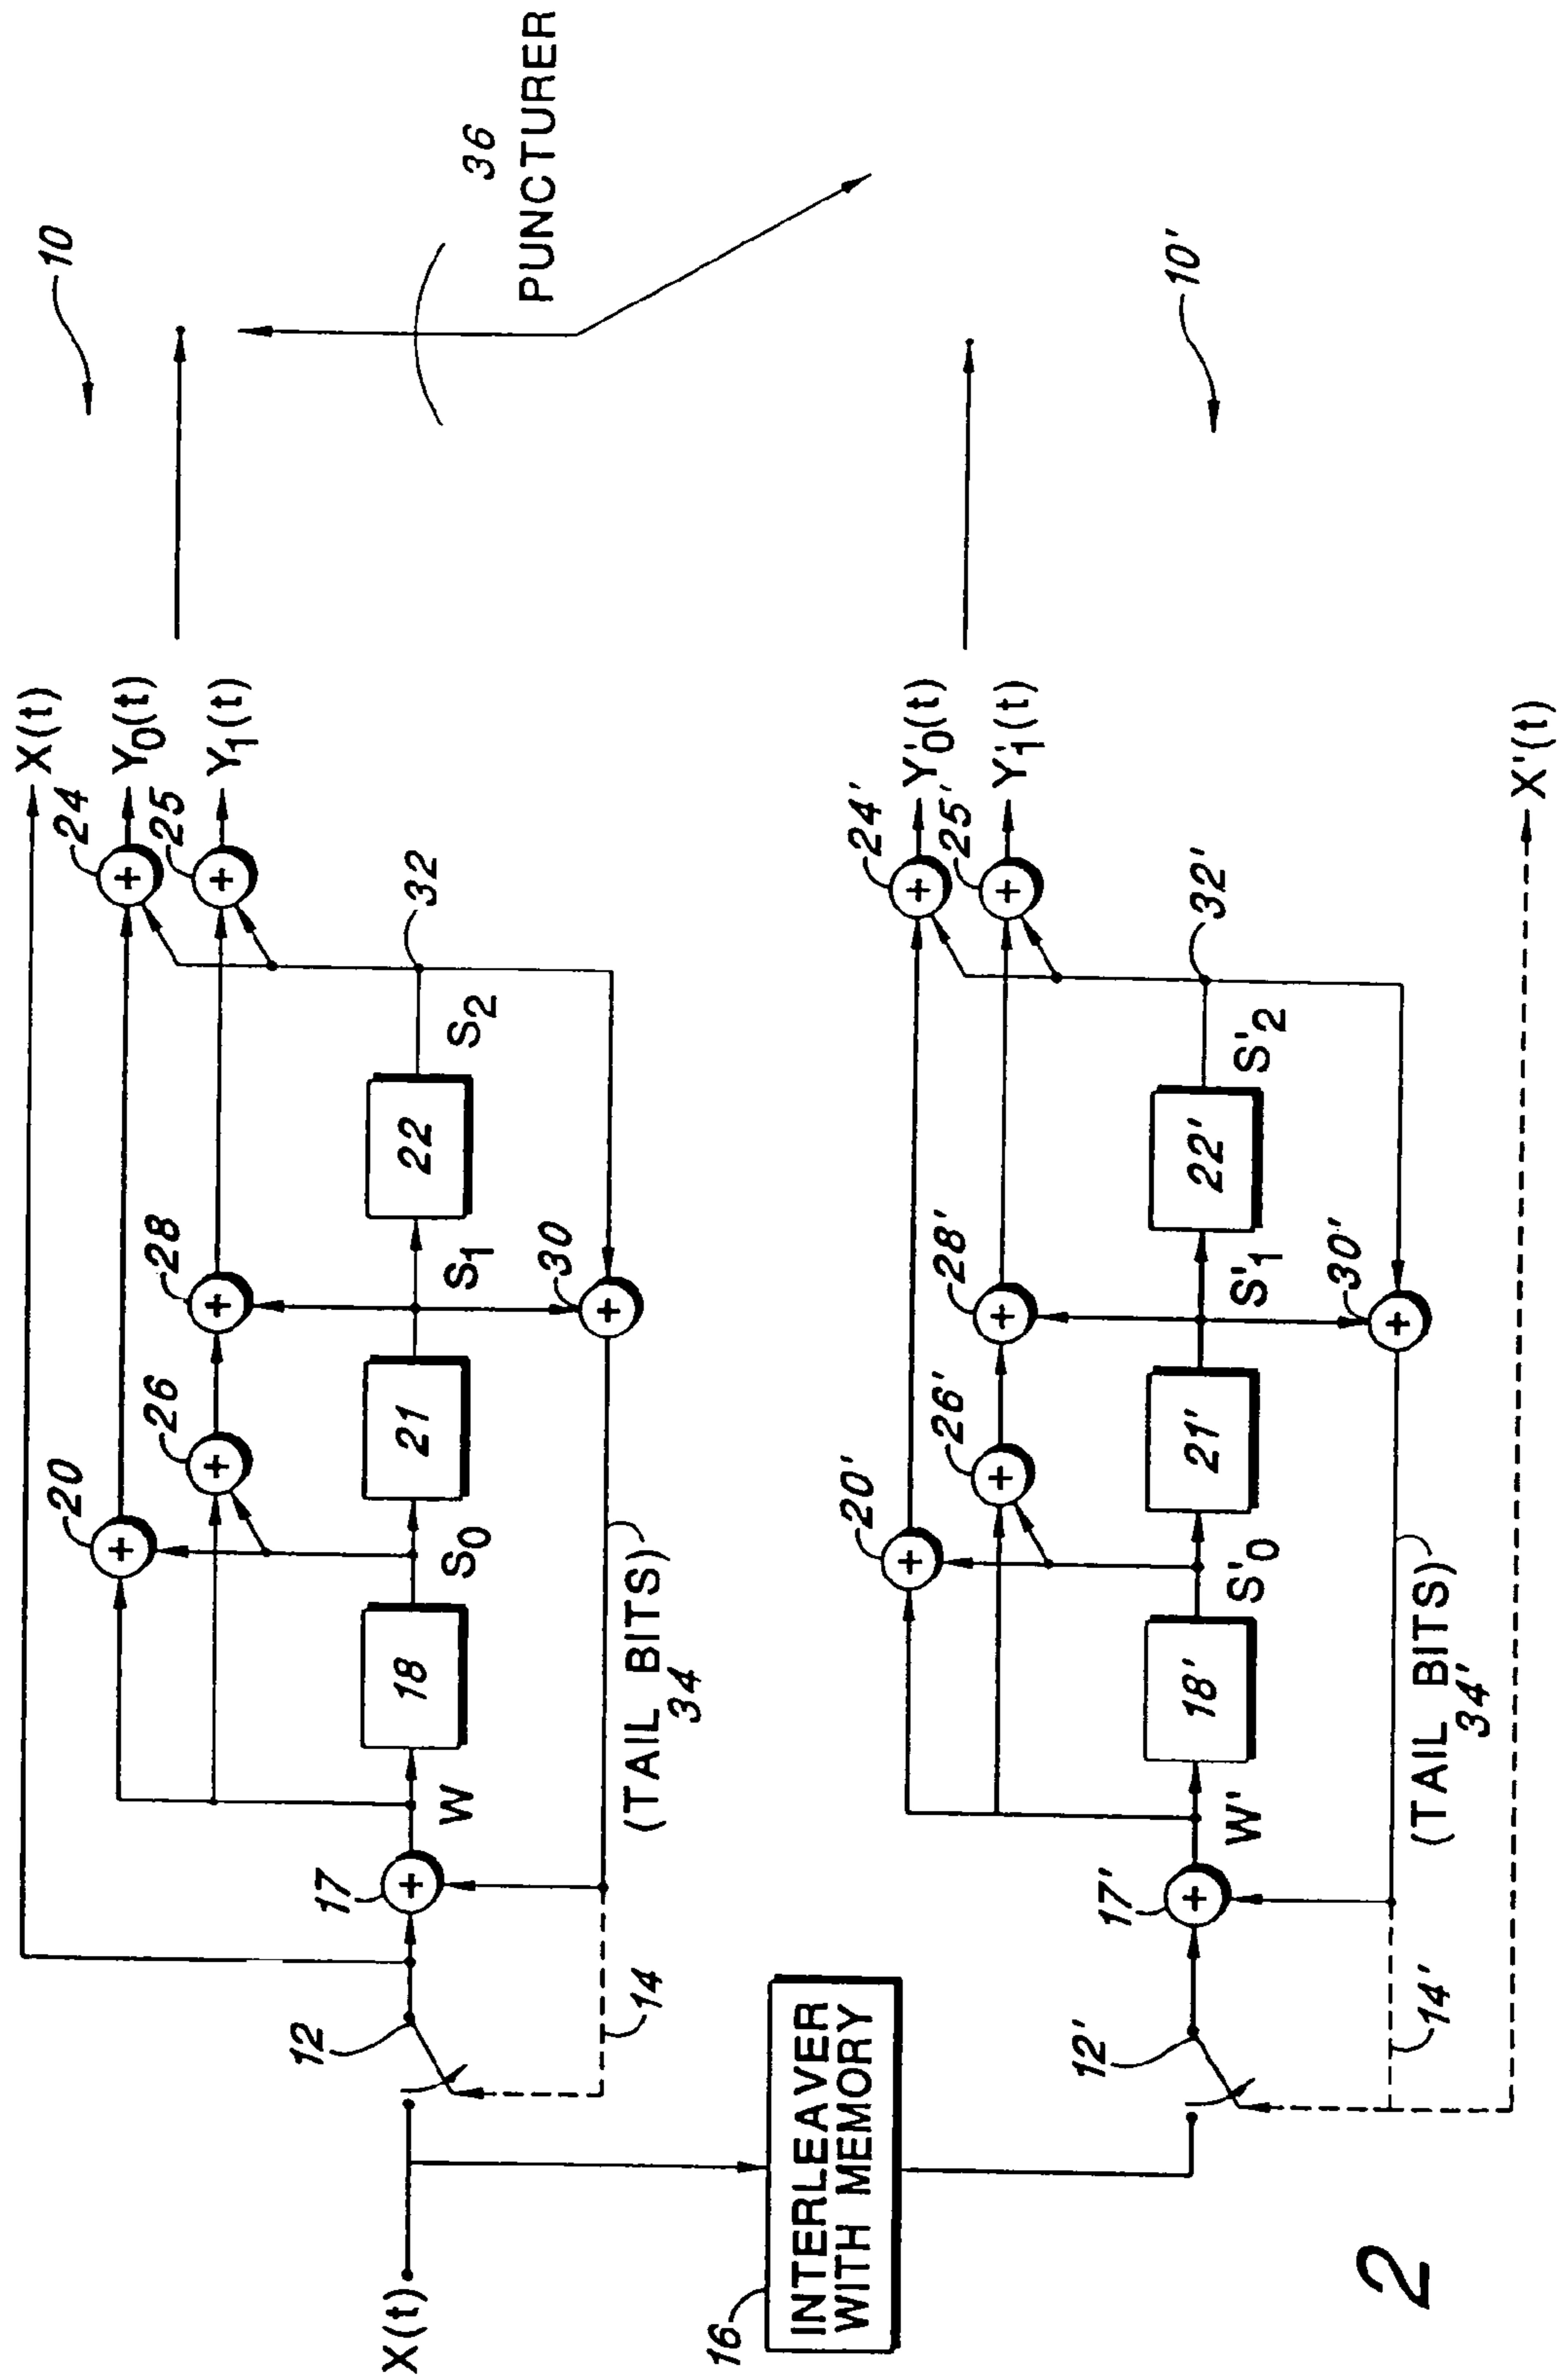 10
X(t)
24
Y0(t)
25
Y1(t)
36
PUNCTURER
20
26
28
32
12
17
W
18
S0
21
S1
22
S2
30
14
(TAIL BITS)
34
X(t)
16
INTERLEAVER
WITH MEMORY
10'
24'
Y'0(t)
25'
Y'1(t)
20'
26'
28'
32'
12'
17'
W'
18'
S'0
21'
S'1
22'
S'2
30'
14'
(TAIL BITS)
34'
X'(t)
2